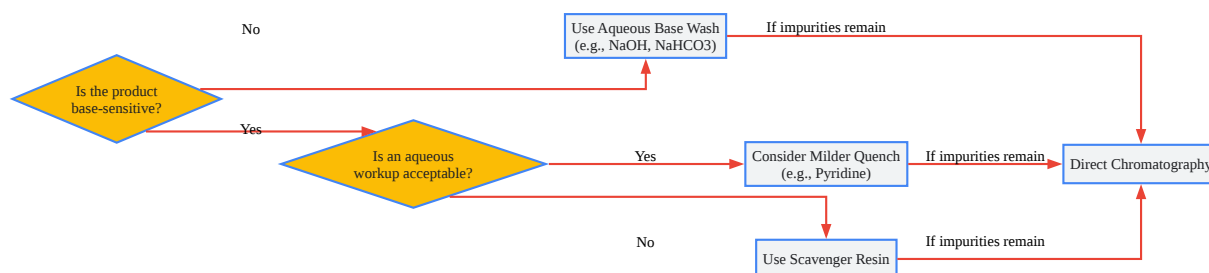 No
Use Aqueous Base Wash
(e.g., NaOH, NaHCO3)
If impurities remain
Is the product
base-sensitive?
Yes
Is an aqueous
workup acceptable?
Yes
Consider Milder Quench
(e.g., Pyridine)
If impurities remain
Direct Chromatography
No
Use Scavenger Resin
If impurities remain